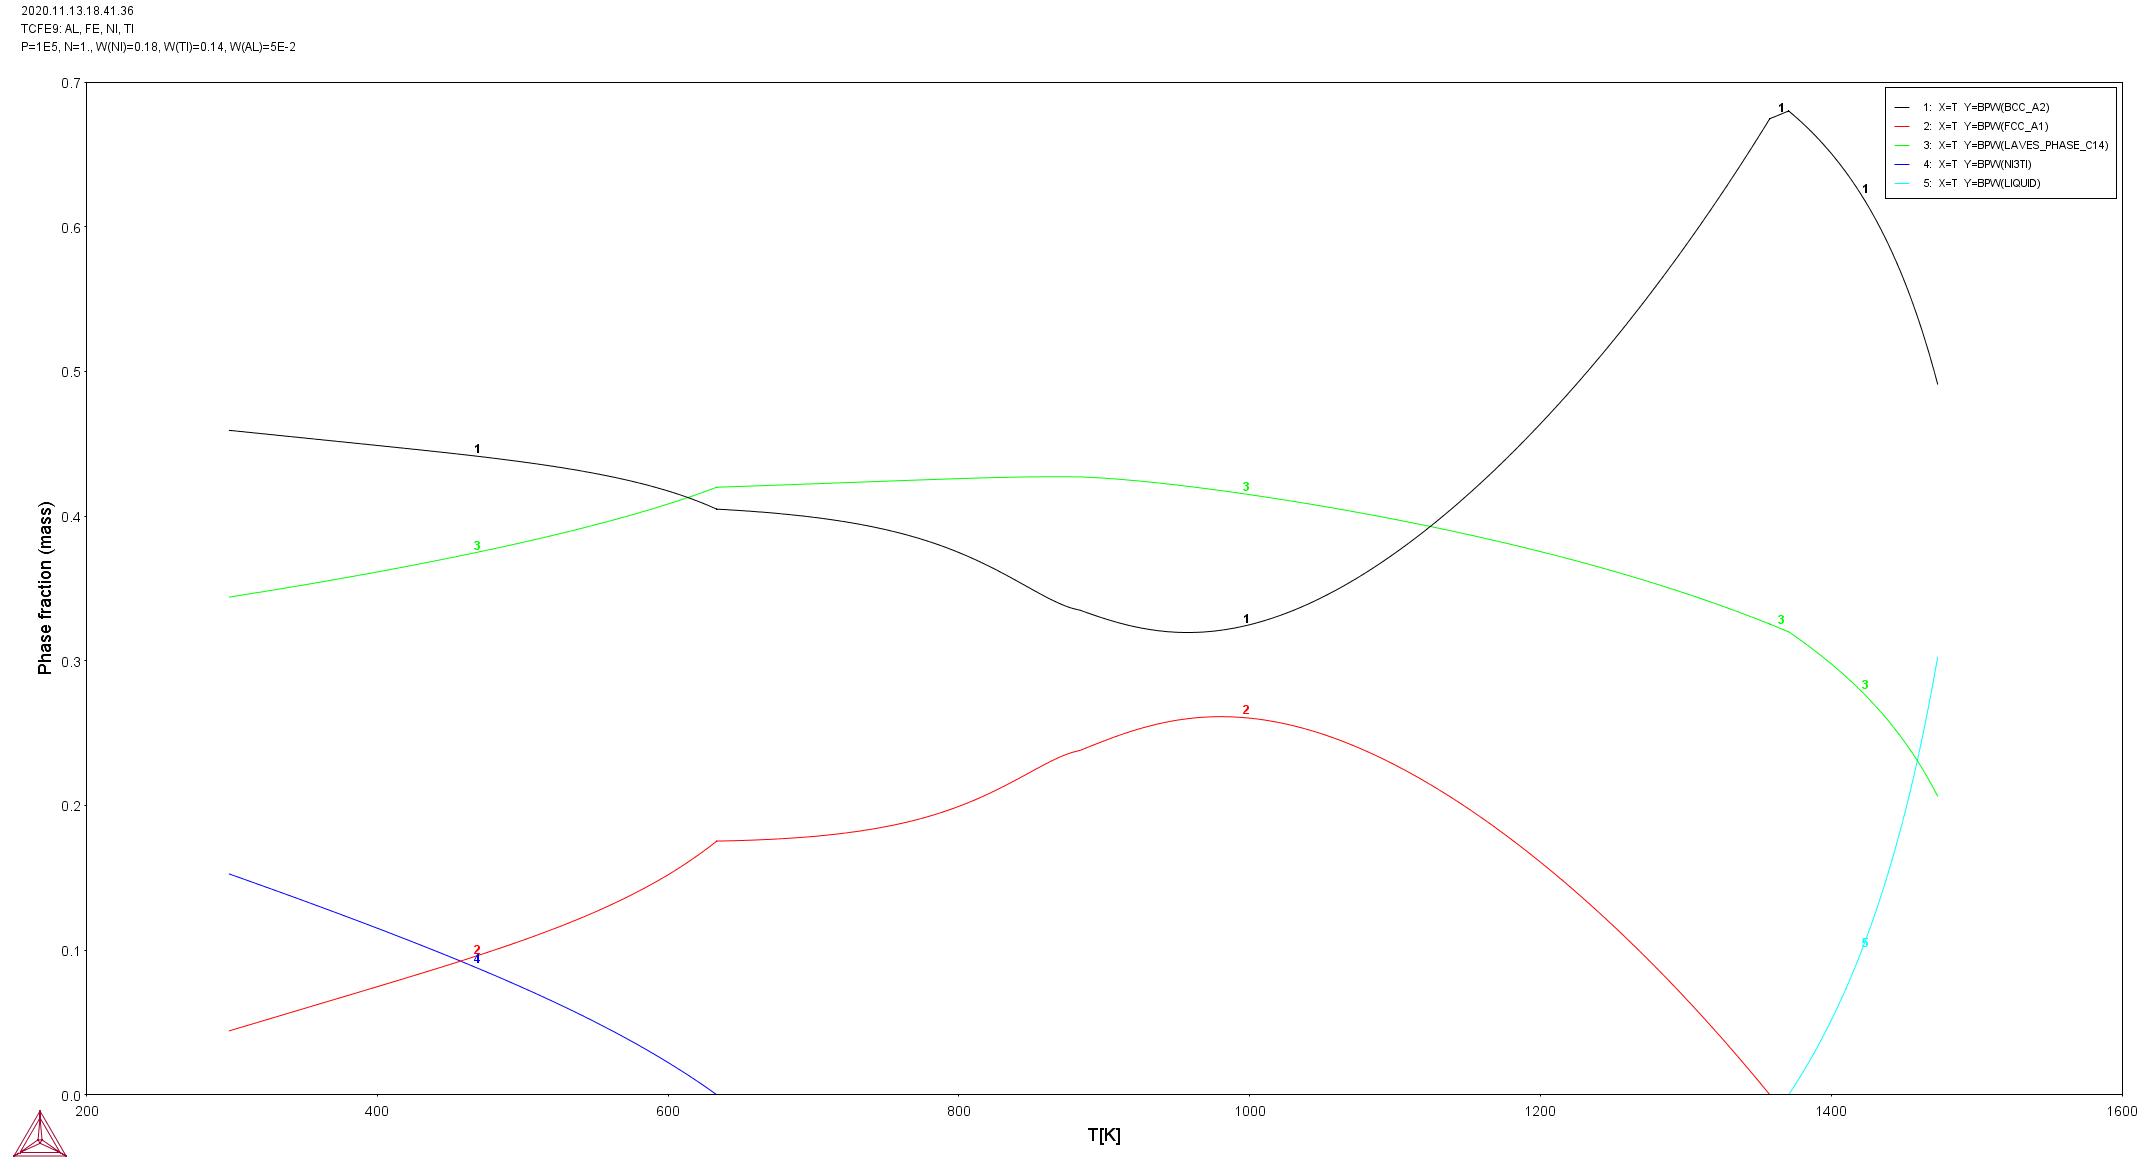 2020.11.13.18.41.36
TCFE9: AL, FE, NI, TI
P=1E5, N=1., W(NI)=0.18, W(TI)=0.14, W(AL)=5E-2
1: X=T Y=BPW(BCC_A2)
2: X=T Y=BPW(FCC_A1)
3: X=T Y=BPW(LAVES_PHASE_C14)
4: X=T Y=BPW(NI3TI)
5: X=T Y=BPW(LIQUID)
0.7
0.6
0.5
0.4
0.3
0.2
0.1
0.0
Phase fraction (mass)
1
1
1
1
3
3
3
3
2
2
4
5
200 400 600 800 1000 1200 1400 1600
T[K]